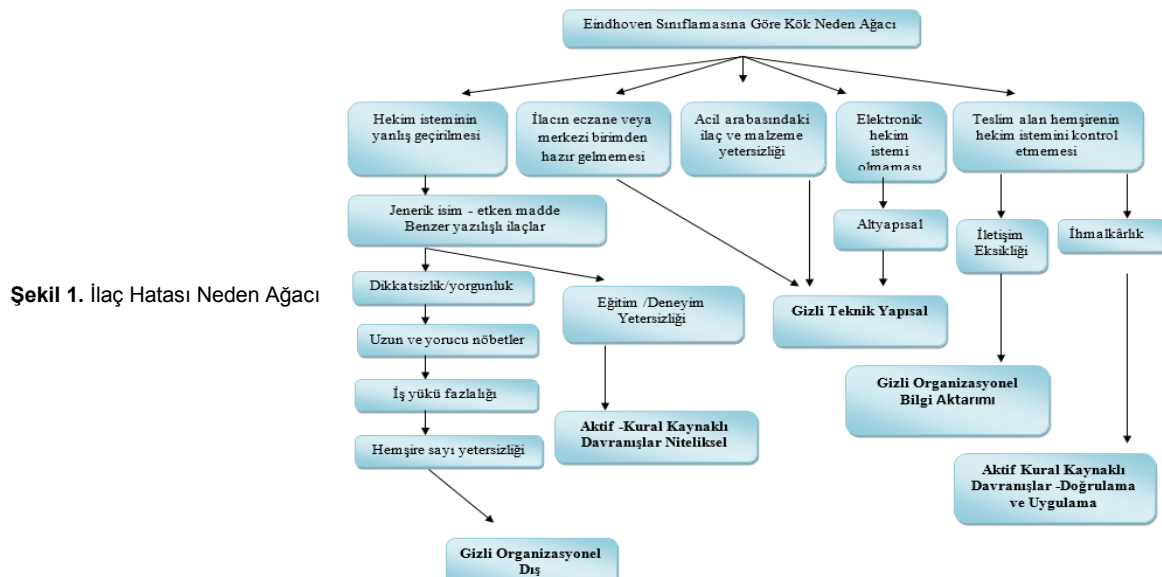 Eindhoven Sınıflamasına Göre Kök Neden Ağacı
Hekim isteminin
yanlış geçirilmesi
İlacın eczane veya
merkezi birimden
hazır gelmemesi
Acil arabasındaki
ilaç ve malzeme
yetersizliği
Elektronik
hekim
istemi
olmaması
Teslim alan hemşirenin
hekim istemini kontrol
etmemesi
Jenerik isim - etken madde
Benzer yazılışlı ilaçlar
Altyapısal
İletişim
Eksikliği
İhmalkârlık
Şekil 1. İlaç Hatası Neden Ağacı
Dikkatsizlik/yorgunluk
Eğitim /Deneyim
Yetersizliği
Gizli Teknik Yapısal
Uzun ve yorucu nöbetler
İş yükü fazlalığı
Gizli Organizasyonel
Bilgi Aktarımı
Aktif -Kural Kaynaklı
Davranışlar Niteliksel
Hemşire sayı yetersizliği
Aktif Kural Kaynaklı
Davranışlar -Doğrulama
ve Uygulama
Gizli Organizasyonel
Dış